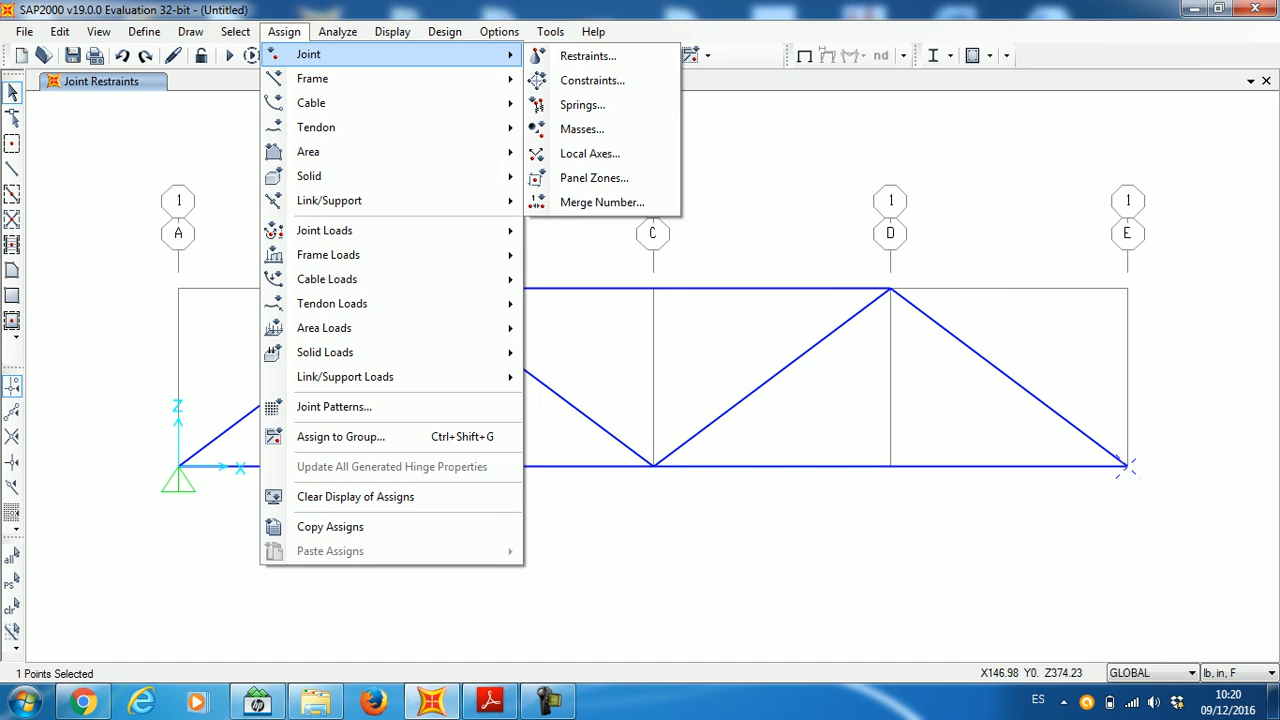 SAP2000 v19.0.0 Evaluation 32-bit - (Untitled)
File Edit View Define Draw Select Assign Analyze Display Design Options Tools Help
nd
Joint Restraints
Joint
Frame
Cable
Tendon
Area
Solid
Link/Support
Joint Loads
Frame Loads
Cable Loads
Tendon Loads
Area Loads
Solid Loads
Link/Support Loads
Joint Patterns...
Assign to Group... Ctrl+Shift+G
Update All Generated Hinge Properties
Clear Display of Assigns
Copy Assigns
Paste Assigns
Restraints...
Constraints...
Springs...
Masses...
Local Axes...
Panel Zones...
Merge Number...
1 1 1
A C D E
Z
X
all
PS
clr
1 Points Selected
X146.98 Y0. Z374.23
GLOBAL
lb, in, F
ES
10:20
09/12/2016